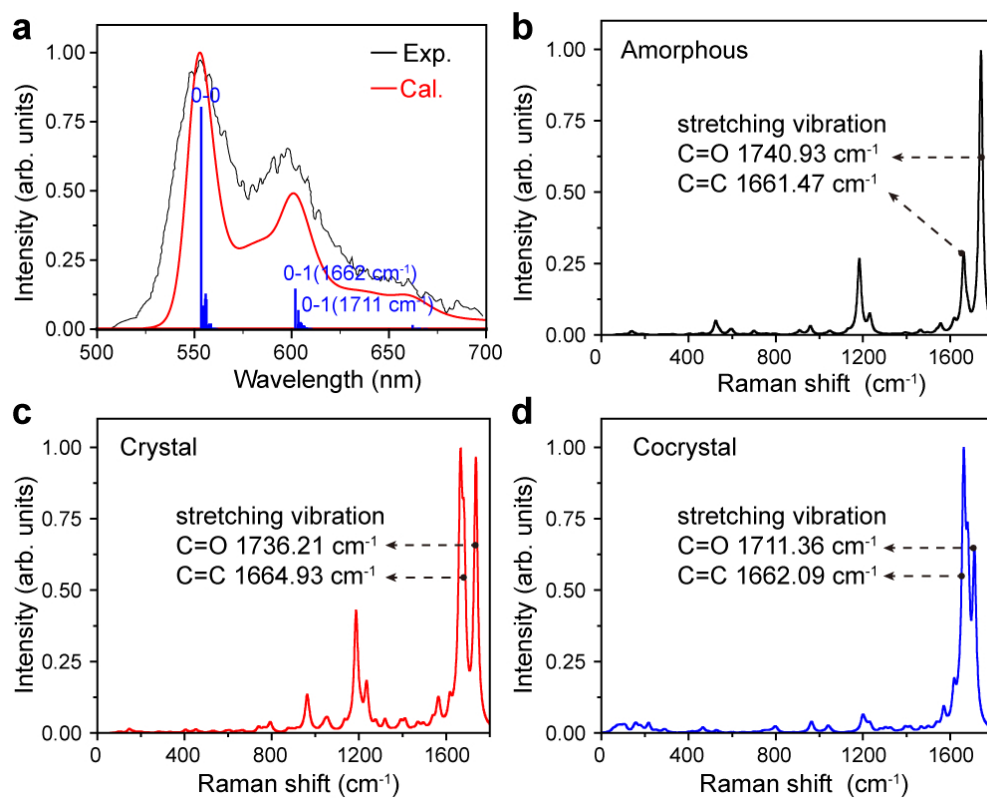 a
1.00
0.75
0.50
0.25
0.00
Intensity (arb. units)
Exp.
Cal.
0-0
0-1(1662 cm⁻¹)
0-1(1711 cm⁻¹)
500 550 600 650 700
Wavelength (nm)
b
1.00
0.75
0.50
0.25
0.00
Intensity (arb. units)
Amorphous
stretching vibration
C=O 1740.93 cm⁻¹
C=C 1661.47 cm⁻¹
0 400 800 1200 1600
Raman shift (cm⁻¹)
c
1.00
0.75
0.50
0.25
0.00
Intensity (arb. units)
Crystal
stretching vibration
C=O 1736.21 cm⁻¹
C=C 1664.93 cm⁻¹
0 400 800 1200 1600
Raman shift (cm⁻¹)
d
1.00
0.75
0.50
0.25
0.00
Intensity (arb. units)
Cocrystal
stretching vibration
C=O 1711.36 cm⁻¹
C=C 1662.09 cm⁻¹
0 400 800 1200 1600
Raman shift (cm⁻¹)